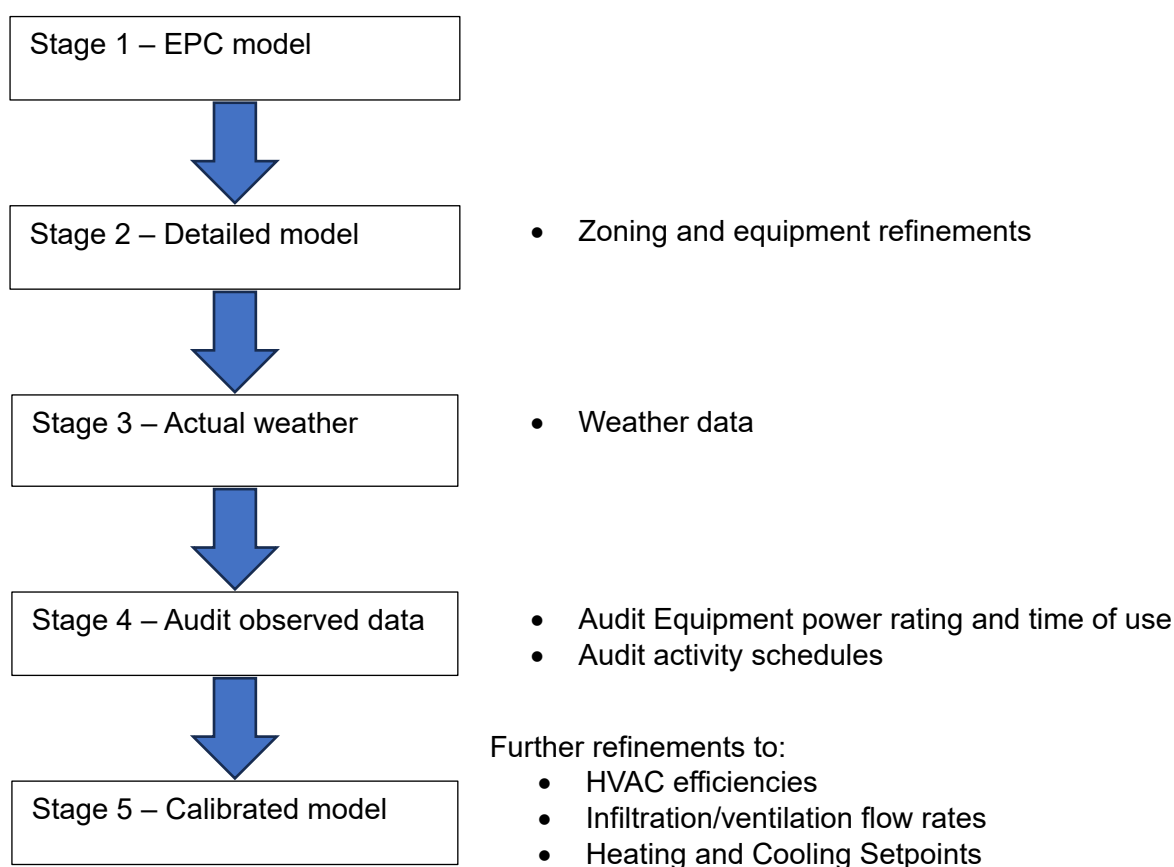 Stage 1 – EPC model
Stage 2 – Detailed model
• Zoning and equipment refinements
Stage 3 – Actual weather
• Weather data
Stage 4 – Audit observed data
• Audit Equipment power rating and time of use
• Audit activity schedules
Stage 5 – Calibrated model
Further refinements to:
• HVAC efficiencies
• Infiltration/ventilation flow rates
• Heating and Cooling Setpoints